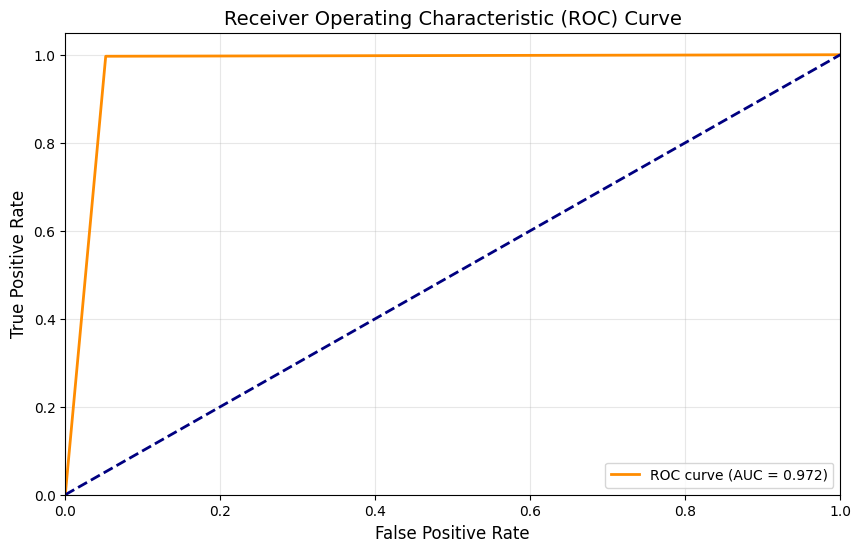 Receiver Operating Characteristic (ROC) Curve
True Positive Rate
1.0
0.8
0.6
0.4
0.2
0.0
0.0 0.2 0.4 0.6 0.8 1.0
False Positive Rate
ROC curve (AUC = 0.972)